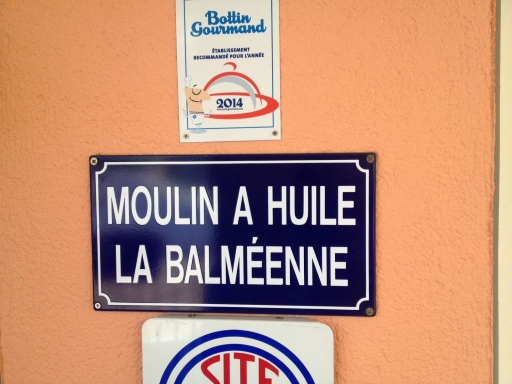 Bottin
Gourmand
ÉTABLISSEMENT
RECOMMANDÉ POUR L'ANNÉE
2014
MOULIN A HUILE
LA BALMÉENNE
SITE